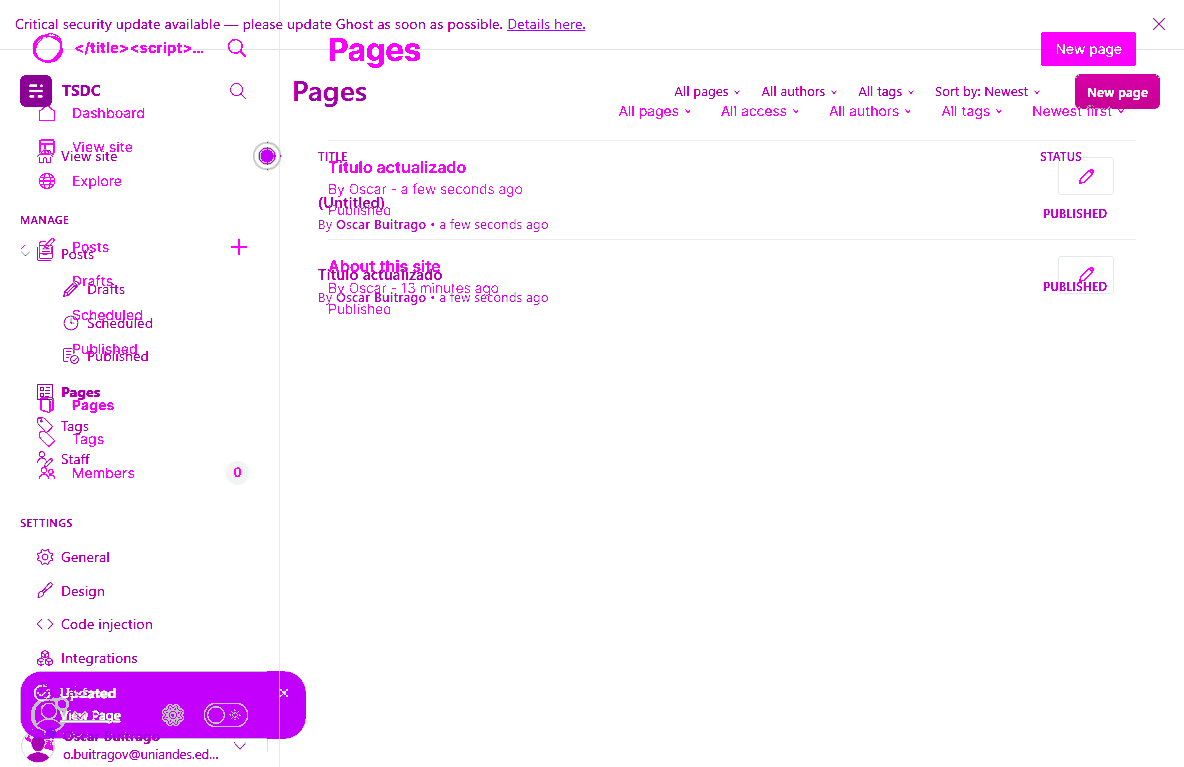 Critical security update available — please update Ghost as soon as possible. Details here.
</title><script>...
Pages
New page
TSDC
Pages
All pages
All authors
All tags
Sort by: Newest
New page
Dashboard
All pages
All access
All authors
All tags
Newest first
View site
View site
Explore
TITLE
STATUS
Título actualizado
By Oscar - a few seconds ago
Published
(Untitled)
By Oscar Buitrago • a few seconds ago
PUBLISHED
MANAGE
Posts
Posts
Drafts
Drafts
Scheduled
Scheduled
Published
Published
About this site
By Oscar - 13 minutes ago
Published
Título actualizado
By Oscar Buitrago • a few seconds ago
PUBLISHED
Pages
Pages
Tags
Tags
Staff
Members
0
SETTINGS
General
Design
Code injection
Integrations
Updated
View Page
Oscar Buitrago
o.buitragov@uniandes.ed...